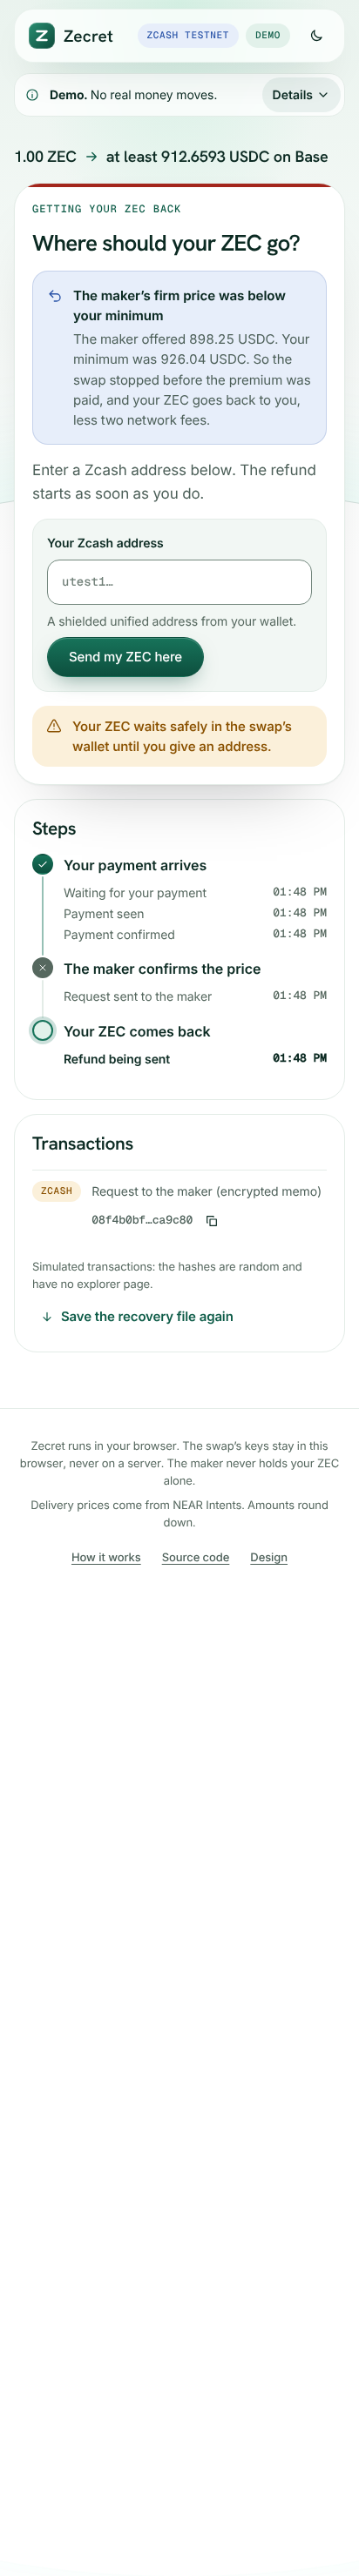 Zecret
ZCASH TESTNET
DEMO
Demo. No real money moves.
Details
1.00 ZEC → at least 912.6593 USDC on Base
GETTING YOUR ZEC BACK
Where should your ZEC go?
The maker’s firm price was below
your minimum
The maker offered 898.25 USDC. Your
minimum was 926.04 USDC. So the
swap stopped before the premium was
paid, and your ZEC goes back to you,
less two network fees.
Enter a Zcash address below. The refund
starts as soon as you do.
Your Zcash address
utest1…
A shielded unified address from your wallet.
Send my ZEC here
Your ZEC waits safely in the swap’s
wallet until you give an address.
Steps
Your payment arrives
Waiting for your payment 01:48 PM
Payment seen 01:48 PM
Payment confirmed 01:48 PM
The maker confirms the price
Request sent to the maker 01:48 PM
Your ZEC comes back
Refund being sent 01:48 PM
Transactions
ZCASH Request to the maker (encrypted memo)
08f4b0bf…ca9c80
Simulated transactions: the hashes are random and
have no explorer page.
Save the recovery file again
Zecret runs in your browser. The swap’s keys stay in this
browser, never on a server. The maker never holds your ZEC
alone.
Delivery prices come from NEAR Intents. Amounts round
down.
How it works Source code Design